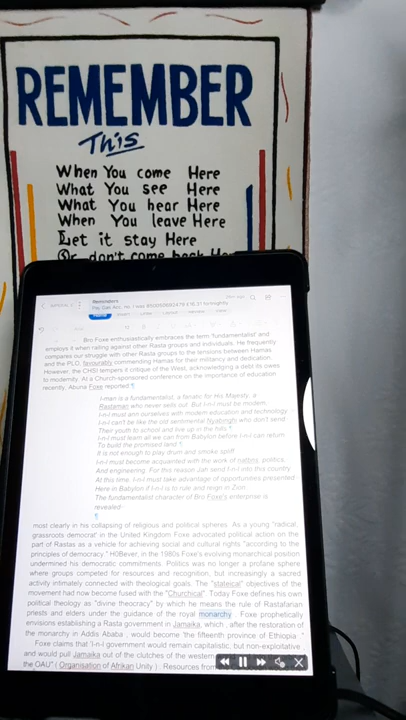 REMEMBER
This
When You come Here
What You see Here
What You hear Here
When You leave Here
Let it stay Here
Or don't come back Here
Reminders
Home
Bro Foxe enthusiastically embraces the term 'fundamentalist' and
employs it when railing against other Rasta groups and individuals. He frequently
compares our struggle with other Rasta groups to the tensions between Hamas
and the PLO, favourably commending Hamas for their militancy and dedication.
However, the CHSI tempers it critique of the West, acknowledging a debt its owes
to modernity. At a Church-sponsored conference on the importance of education
recently, Abuna Foxe reported ¶
I-man is a fundamentalist, a fanatic for His Majesty, a
Rastaman who never sells out. But I-n-I must be modern,
I-n-I must arm ourselves with modern education and technology
I-n-I can't be like the old sentimental Nyabinghi who don't send
Their youth to school and live up in the hills.
I-n-I must learn all we can from Babylon before I-n-I can return
To build the promised land.
It is not enough to play drum and smoke spliff.
I-n-I must become acquainted with the work of nation, politics,
And engineering. For this reason Jah send I-n-I into this country
At this time. I-n-I must take advantage of opportunities presented
Here in Babylon if I-n-I is to rule and reign in Zion.
The fundamentalist character of Bro Foxe's enterprise is
revealed
¶
most clearly in his collapsing of religious and political spheres. As a young "radical,
grassroots democrat' in the United Kingdom Foxe advocated political action on the
part of Rastas as a vehicle for achieving social and cultural rights "according to the
principles of democracy." H0Bever, in the 1980s Foxe's evolving monarchical position
undermined his democratic commitments. Politics was no longer a profane sphere
where groups competed for resources and recognition, but increasingly a sacred
activity intimately connected with theological goals. The "stateical" objectives of the
movement had now become fused with the "Churchical". Today Foxe defines his own
political theology as "divine theocracy" by which he means the rule of Rastafarian
priests and elders under the guidance of the royal monarchy. Foxe prophetically
envisions establishing a Rasta government in Jamaika, which, after the restoration of
the monarchy in Addis Ababa, would become 'the fifteenth province of Ethiopia.'
Foxe claims that 'I-n-I government would remain capitalistic, but non-exploitative
and would pull Jamaika out of the clutches of the western
the OAU" (Organisation of Afrikan Unity). Resources from